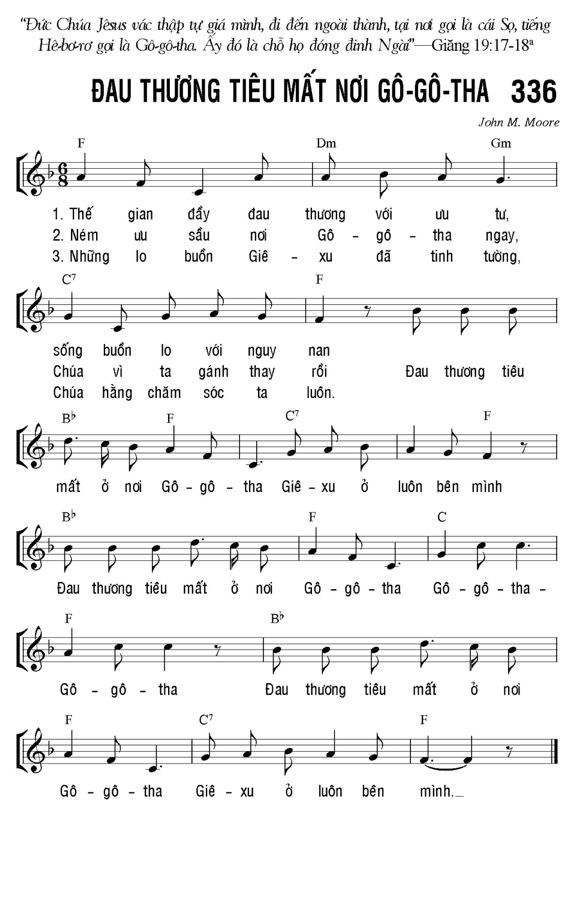 “Đức Chúa Jêsus vác thập tự giá mình, đi đến ngoài thành, tại nơi gọi là cái Sọ, tiếng
Hê-bơ-rơ gọi là Gô-gô-tha. Ấy đó là chỗ họ đóng đinh Ngài”—Giăng 19:17-18ª
ĐAU THƯƠNG TIÊU MẤT NƠI GÔ-GÔ-THA 336
John M. Moore
F Dm Gm
6
8
1. Thế gian đầy đau thương với ưu tư,
2. Ném ưu sầu nơi Gô - gô - tha ngay,
3. Những lo buồn Giê - xu đã tinh tường,
C7 F
sống buồn lo với nguy nan
Chúa vì ta gánh thay rồi Đau thương tiêu
Chúa hằng chăm sóc ta luôn.
B♭ F C7 F
mất ở nơi Gô - gô - tha Giê - xu ở luôn bên mình
B♭ F C
Đau thương tiêu mất ở nơi Gô - gô - tha Gô - gô - tha-
F B♭
Gô - gô - tha Đau thương tiêu mất ở nơi
F C7 F
Gô - gô - tha Giê - xu ở luôn bên mình.